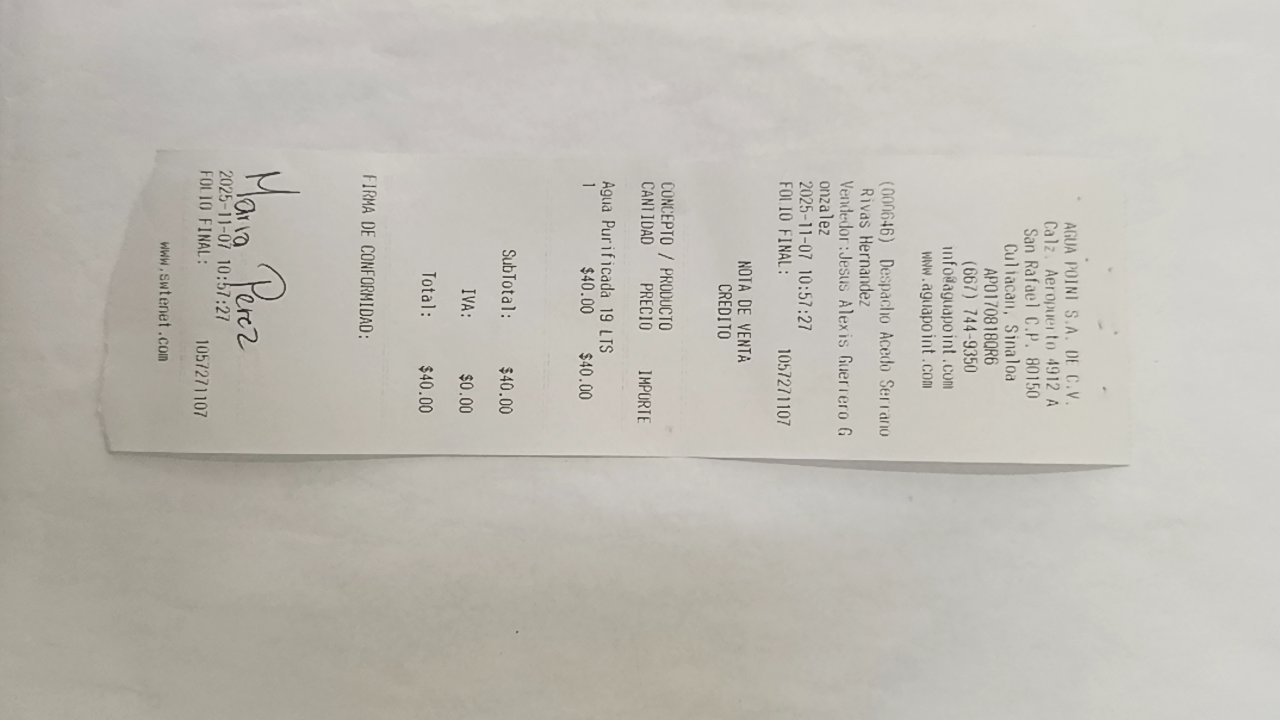 AGUA POINT S.A. DE C.V.
Calz. Aeropuerto 4912 A
San Rafael C.P. 80150
Culiacan, Sinaloa
APO170818QR6
(667) 744-9350
info@aguapoint.com
www.aguapoint.com
(000646) Despacho Acedo Serrano
Rivas Hernandez
Vendedor:Jesus Alexis Guerrero G
onzalez
2025-11-07 10:57:27
FOLIO FINAL: 1057271107
NOTA DE VENTA
CREDITO
CONCEPTO / PRODUCTO
CANTIDAD PRECIO IMPORTE
Agua Purificada 19 LTS
1 $40.00 $40.00
SubTotal: $40.00
IVA: $0.00
Total: $40.00
FIRMA DE CONFORMIDAD:
Maria Perez
2025-11-07 10:57:27
FOLIO FINAL: 1057271107
www.swtenet.com